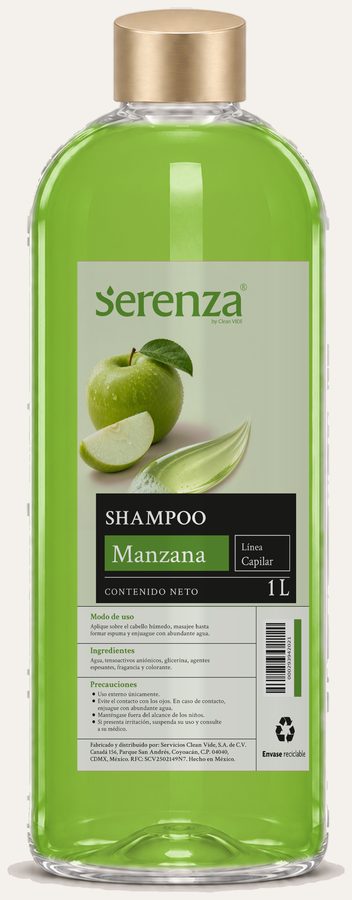 Serenza®
by Clean VIDE
SHAMPOO
Manzana
Línea
Capilar
CONTENIDO NETO
1 L
Modo de uso
Aplique sobre el cabello húmedo, masajee hasta
formar espuma y enjuague con abundante agua.
Ingredientes
Agua, tensoactivos aniónicos, glicerina, agentes
espesantes, fragancia y colorante.
Precauciones
• Uso externo únicamente.
• Evite el contacto con los ojos. En caso de contacto,
enjuague con abundante agua.
• Manténgase fuera del alcance de los niños.
• Si presenta irritación, suspenda su uso y consulte
a su médico.
Fabricado y distribuido por: Servicios Clean Vide, S.A. de C.V.
Canadá 156, Parque San Andrés, Coyoacán, C.P. 04040,
CDMX, México. RFC: SCV2502149N7. Hecho en México.
Envase reciclable